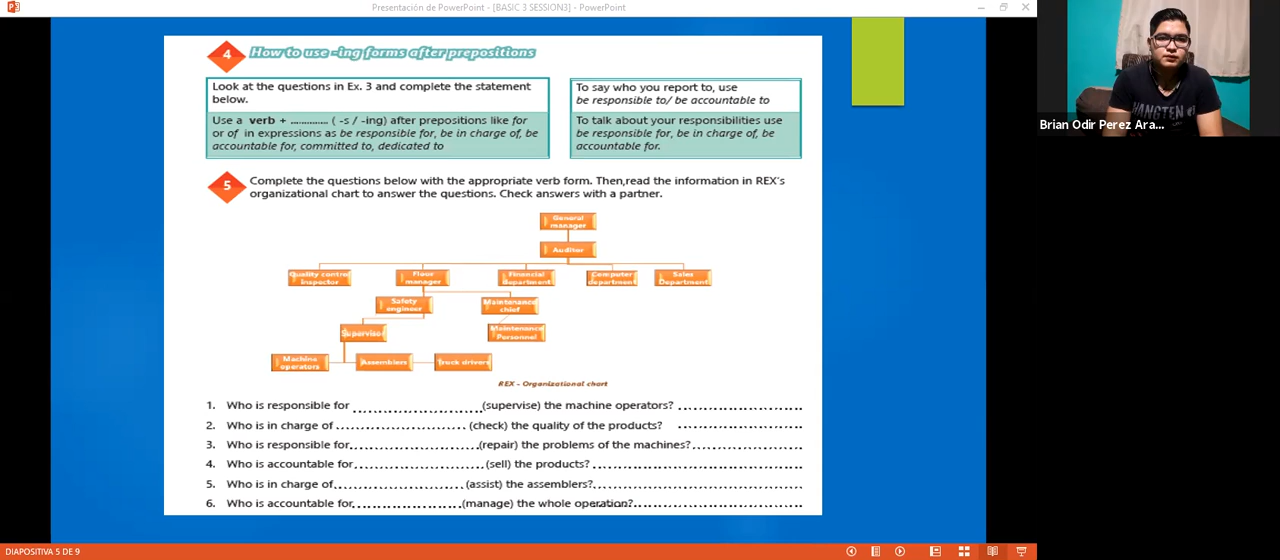 Presentación de PowerPoint - [BASIC 3 SESSION3] - PowerPoint
Brian Odir Perez Ara...
4 How to use -ing forms after prepositions
Look at the questions in Ex. 3 and complete the statement
below.
Use a verb + ............. ( -s / -ing) after prepositions like for
or of in expressions as be responsible for, be in charge of, be
accountable for, committed to, dedicated to
To say who you report to, use
be responsible to/ be accountable to
To talk about your responsibilities use
be responsible for, be in charge of, be
accountable for.
5 Complete the questions below with the appropriate verb form. Then,read the information in REX's
organizational chart to answer the questions. Check answers with a partner.
General
manager
Auditor
Quality control
Inspector
Floor
manager
Financial
department
Computer
department
Sales
Department
Safety
engineer
Maintenance
chief
Supervisor
Maintenance
Personnel
Machine
operators
Assemblers
Truck drivers
REX - Organizational chart
1. Who is responsible for ........................ (supervise) the machine operators? ........................
2. Who is in charge of ........................ (check) the quality of the products? ........................
3. Who is responsible for........................ (repair) the problems of the machines?........................
4. Who is accountable for........................ (sell) the products? ........................
5. Who is in charge of........................ (assist) the assemblers?........................
6. Who is accountable for........................(manage) the whole operation?........................
DIAPOSITIVA 5 DE 9